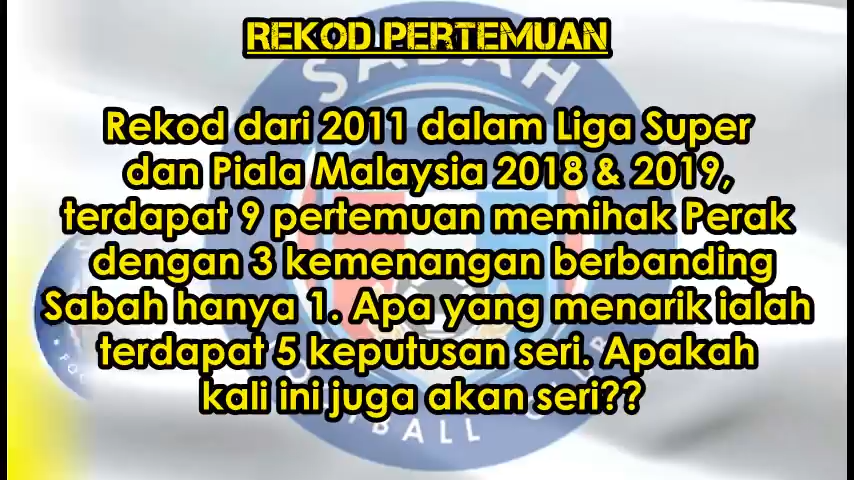 REKOD PERTEMUAN
SABAH
Rekod dari 2011 dalam Liga Super
dan Piala Malaysia 2018 & 2019,
terdapat 9 pertemuan memihak Perak
dengan 3 kemenangan berbanding
Sabah hanya 1. Apa yang menarik ialah
terdapat 5 keputusan seri. Apakah
kali ini juga akan seri??